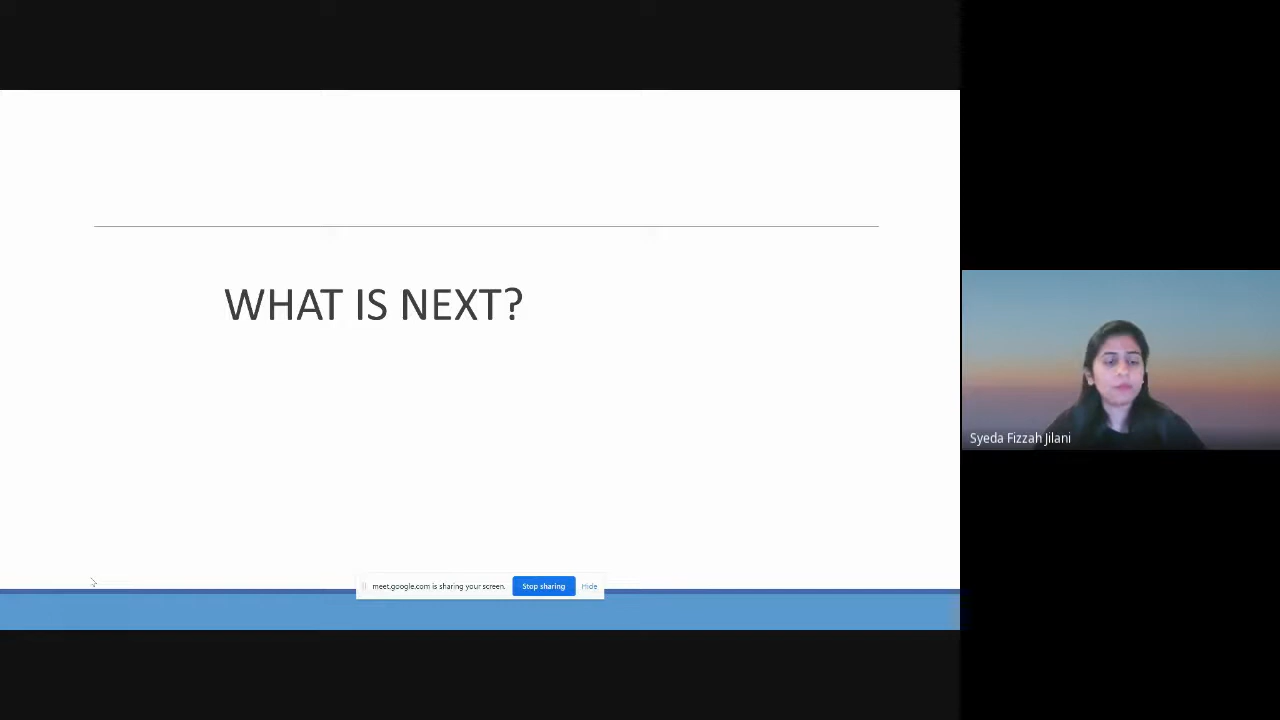 WHAT IS NEXT?
Syeda Fizzah Jilani
meet.google.com is sharing your screen. Stop sharing Hide